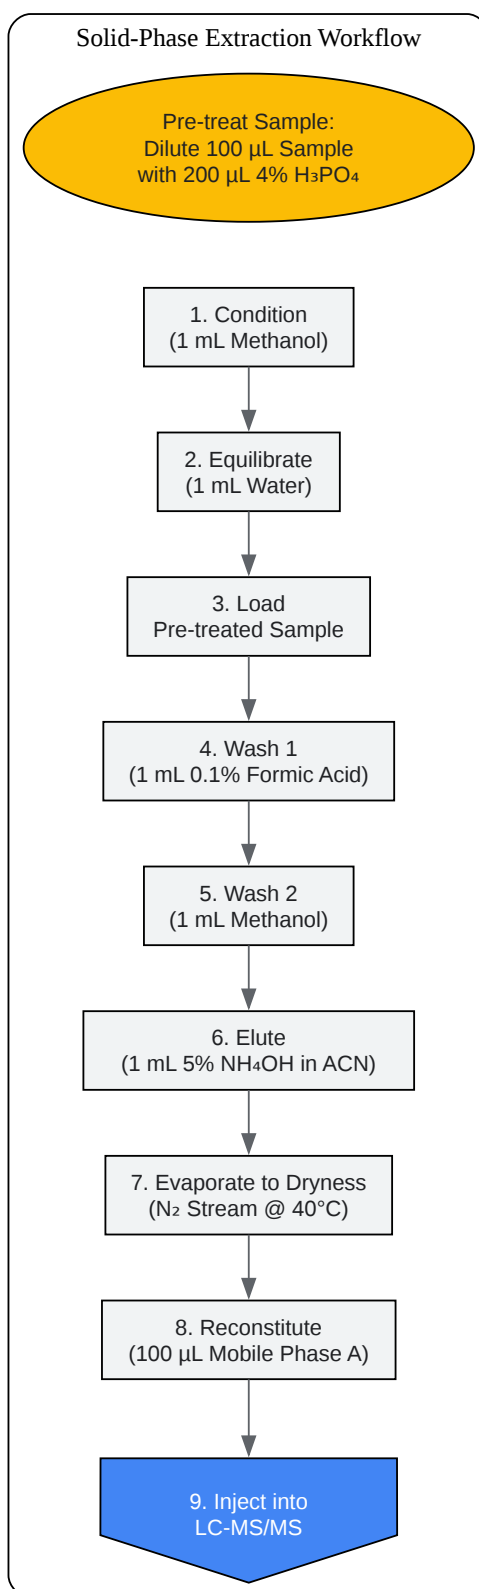 Solid-Phase Extraction Workflow
Pre-treat Sample:
Dilute 100 µL Sample
with 200 µL 4% H₃PO₄
1. Condition
(1 mL Methanol)
2. Equilibrate
(1 mL Water)
3. Load
Pre-treated Sample
4. Wash 1
(1 mL 0.1% Formic Acid)
5. Wash 2
(1 mL Methanol)
6. Elute
(1 mL 5% NH₄OH in ACN)
7. Evaporate to Dryness
(N₂ Stream @ 40°C)
8. Reconstitute
(100 µL Mobile Phase A)
9. Inject into
LC-MS/MS